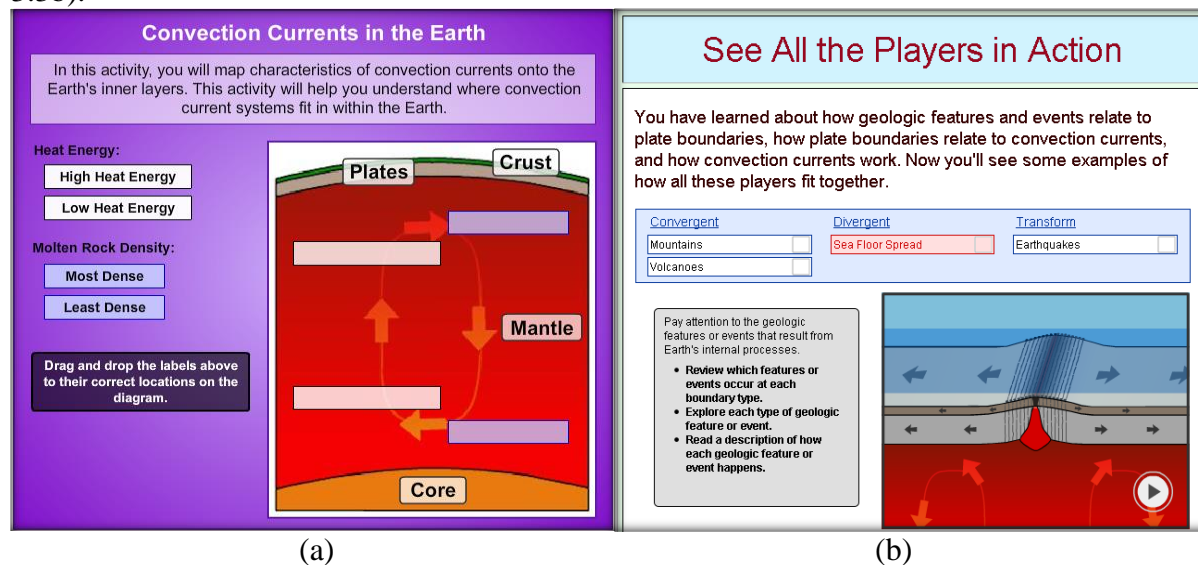 Convection Currents in the Earth
In this activity, you will map characteristics of convection currents onto the
Earth's inner layers. This activity will help you understand where convection
current systems fit in within the Earth.
Heat Energy:
High Heat Energy
Low Heat Energy
Molten Rock Density:
Most Dense
Least Dense
Drag and drop the labels above
to their correct locations on the
diagram.
Plates
Crust
Mantle
Core
(a)
See All the Players in Action
You have learned about how geologic features and events relate to
plate boundaries, how plate boundaries relate to convection currents,
and how convection currents work. Now you'll see some examples of
how all these players fit together.
Convergent
Mountains
Volcanoes
Divergent
Sea Floor Spread
Transform
Earthquakes
Pay attention to the geologic
features or events that result from
Earth's internal processes.
• Review which features or
events occur at each
boundary type.
• Explore each type of geologic
feature or event.
• Read a description of how
each geologic feature or
event happens.
(b)